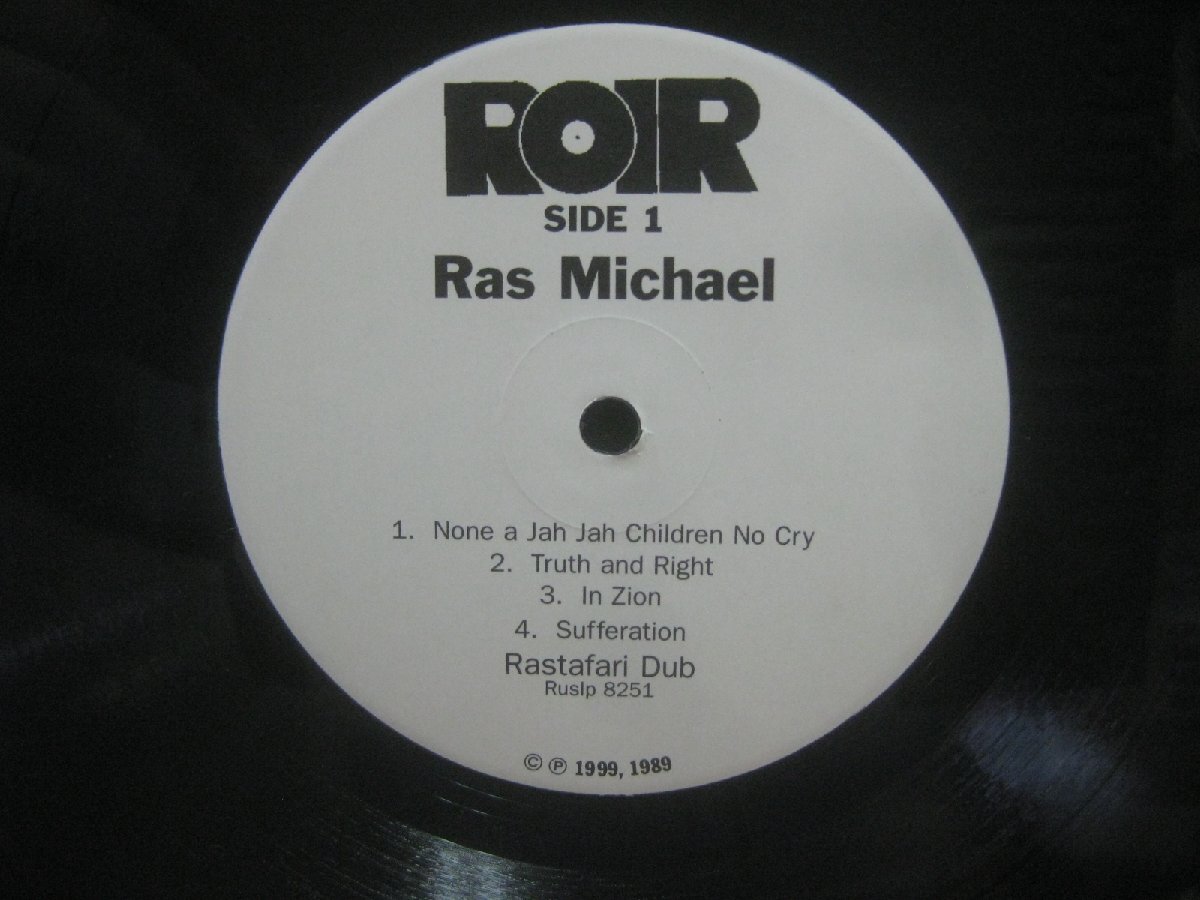 ROIR
SIDE 1
Ras Michael
1. None a Jah Jah Children No Cry
2. Truth and Right
3. In Zion
4. Sufferation
Rastafari Dub
Ruslp 8251
© ℗ 1999, 1989